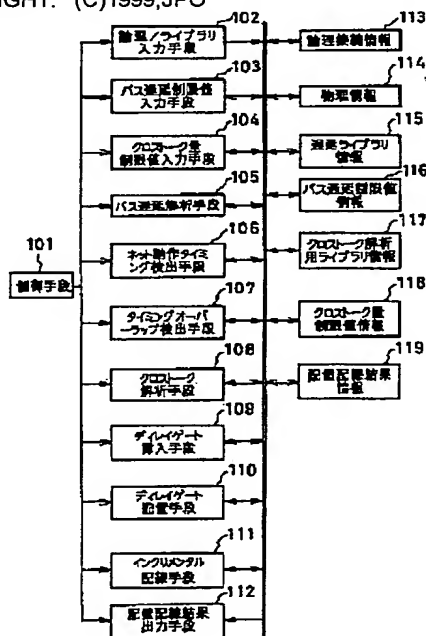 IGHT: (C)1999,JPO
102
論理/ライブラリ
入力手段
103
パス遅延制限値
入力手段
104
クロストーク量
制限値入力手段
105
パス遅延解析手段
106
ネット動作タイミ
ング検出手段
101
制御手段
107
タイミングオーバ
ーラップ検出手段
108
クロストーク
解析手段
109
ディレイゲート
挿入手段
110
ディレイゲート
配置手段
111
インクリメンタル
配線手段
112
配置配線結果
出力手段
113
論理接続情報
114
物理情報
115
遅延ライブラリ
情報
116
パス遅延制限値
情報
117
クロストーク解析
用ライブラリ情報
118
クロストーク量
制限値情報
119
配置配線結果
情報